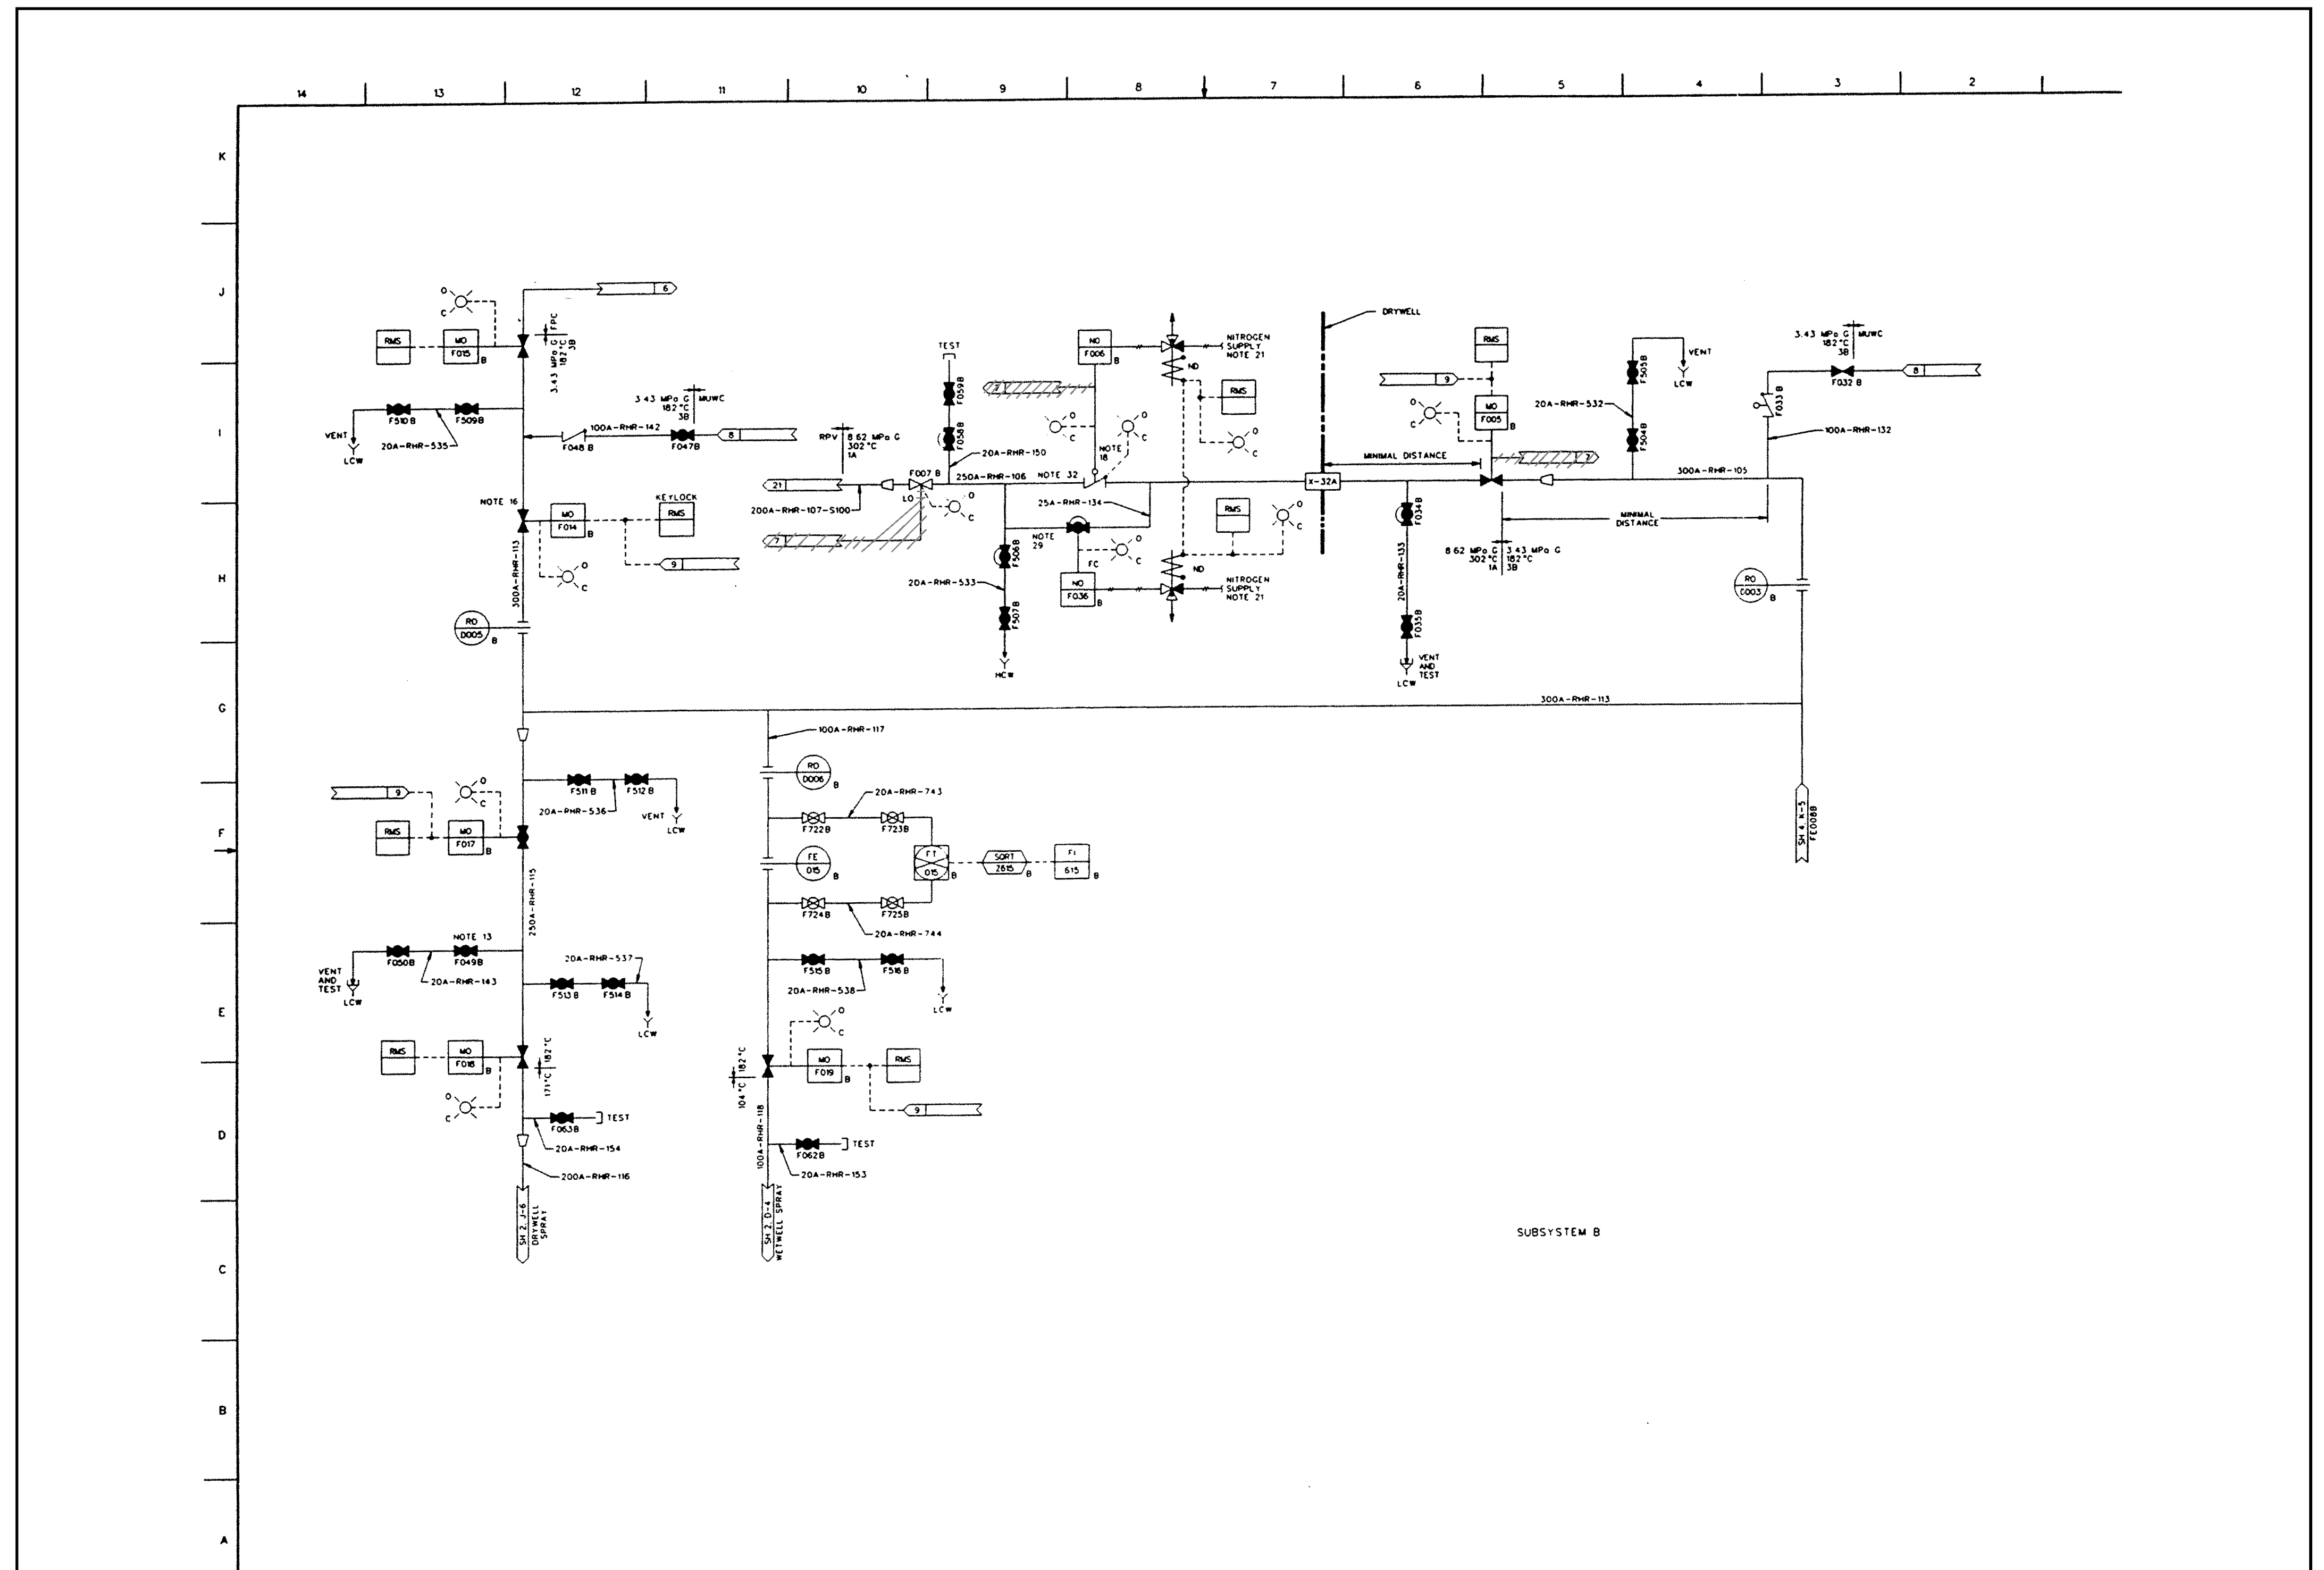 14 13 12 11 10 9 8 7 6 5 4 3 2
K
J
I
H
G
F
E
D
C
B
A
6
O
C
RMS
MO
F015
B
FPC
3.43 MPa G
182°C
3B
F510B
F509B
20A-RHR-535
VENT
LCW
3.43 MPa G
182°C
3B
MUWC
100A-RHR-142
F048 B
F047B
8
NOTE 16
MO
F014
B
KEYLOCK
RMS
9
O
C
300A-RHR-113
RO
D005
B
TEST
F059B
F058B
20A-RHR-150
RPV
8.62 MPa G
302°C
1A
21
F007 B
LO
O
C
200A-RHR-107-S100
7
250A-RHR-106
NOTE 32
NO
F006
B
O
C
NOTE
18
O
C
NITROGEN
SUPPLY
NOTE 21
NO
RMS
O
C
25A-RHR-134
NOTE
29
F506B
20A-RHR-533
F507B
HCW
O
C
FC
NO
F036
B
RMS
O
C
NO
NITROGEN
SUPPLY
NOTE 21
DRYWELL
X-32A
MINIMAL DISTANCE
RMS
9
MO
F005
B
O
C
7
F034B
20A-RHR-133
F035B
VENT
AND
TEST
LCW
8.62 MPa G
302°C
1A
3.43 MPa G
182°C
3B
F505B
20A-RHR-532
F504B
VENT
LCW
300A-RHR-105
MINIMAL
DISTANCE
3.43 MPa G
182°C
3B
MUWC
F032 B
8
F033 B
100A-RHR-132
RO
D003
B
300A-RHR-113
SH 4, K-5
FE008B
100A-RHR-117
RO
D006
B
20A-RHR-743
F722B
F723B
FE
015
B
FT
015
B
SQRT
Z615
B
FI
615
B
F724B
F725B
20A-RHR-744
F511 B
F512 B
20A-RHR-536
VENT
LCW
9
O
C
RMS
MO
F017
B
250A-RHR-115
NOTE 13
F050B
F049B
20A-RHR-143
VENT
AND
TEST
LCW
20A-RHR-537
F513 B
F514 B
LCW
F515 B
F516 B
20A-RHR-538
LCW
RMS
MO
F018
B
O
C
171°C
182°C
F063B
TEST
20A-RHR-154
200A-RHR-116
SH 2, J-6
DRYWELL
SPRAY
O
C
MO
F019
B
RMS
9
104°C
182°C
100A-RHR-118
F062B
TEST
20A-RHR-153
SH 2, D-4
WETWELL SPRAY
SUBSYSTEM B